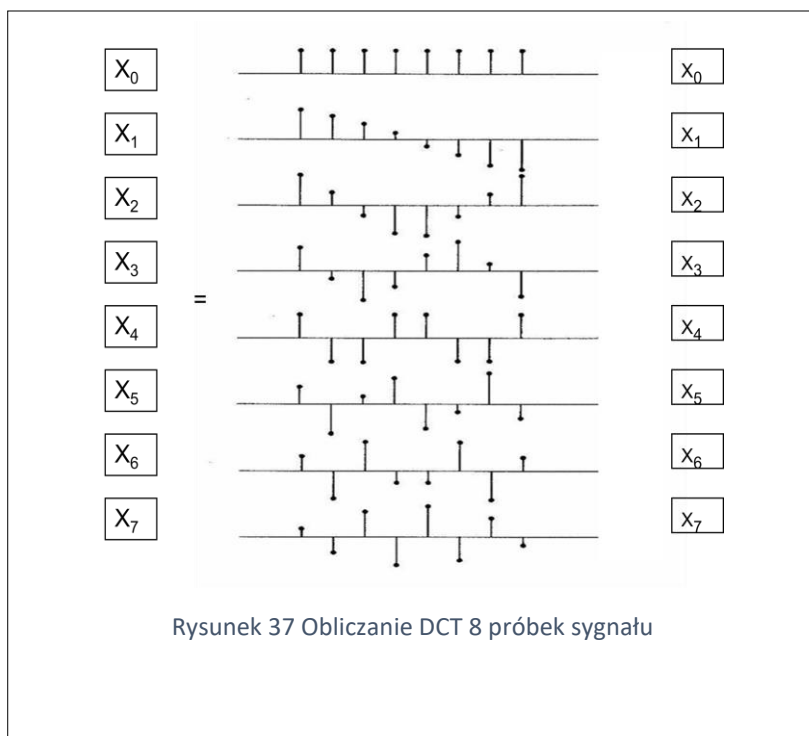 X₀ x₀
X₁ x₁
X₂ x₂
X₃ x₃
=
X₄ x₄
X₅ x₅
X₆ x₆
X₇ x₇
Rysunek 37 Obliczanie DCT 8 próbek sygnału